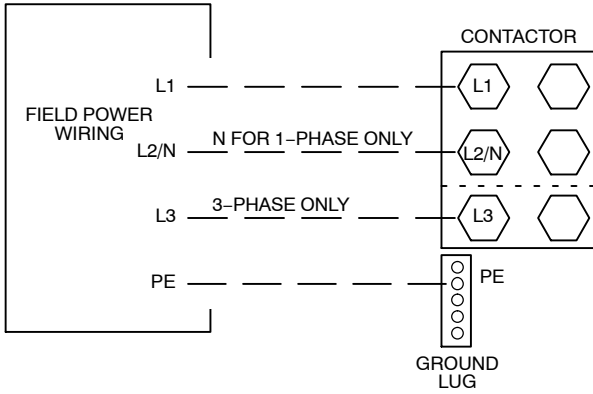 CONTACTOR
L1
L1
FIELD POWER
WIRING
L2/N
N FOR 1–PHASE ONLY
L2/N
L3
3–PHASE ONLY
L3
PE
PE
GROUND
LUG